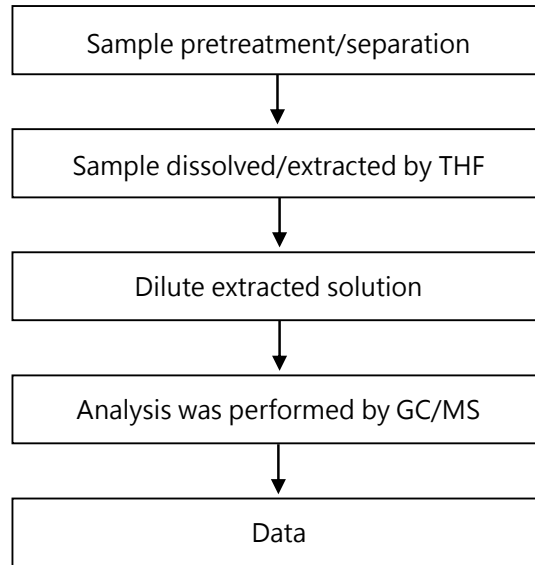 Sample pretreatment/separation
Sample dissolved/extracted by THF
Dilute extracted solution
Analysis was performed by GC/MS
Data